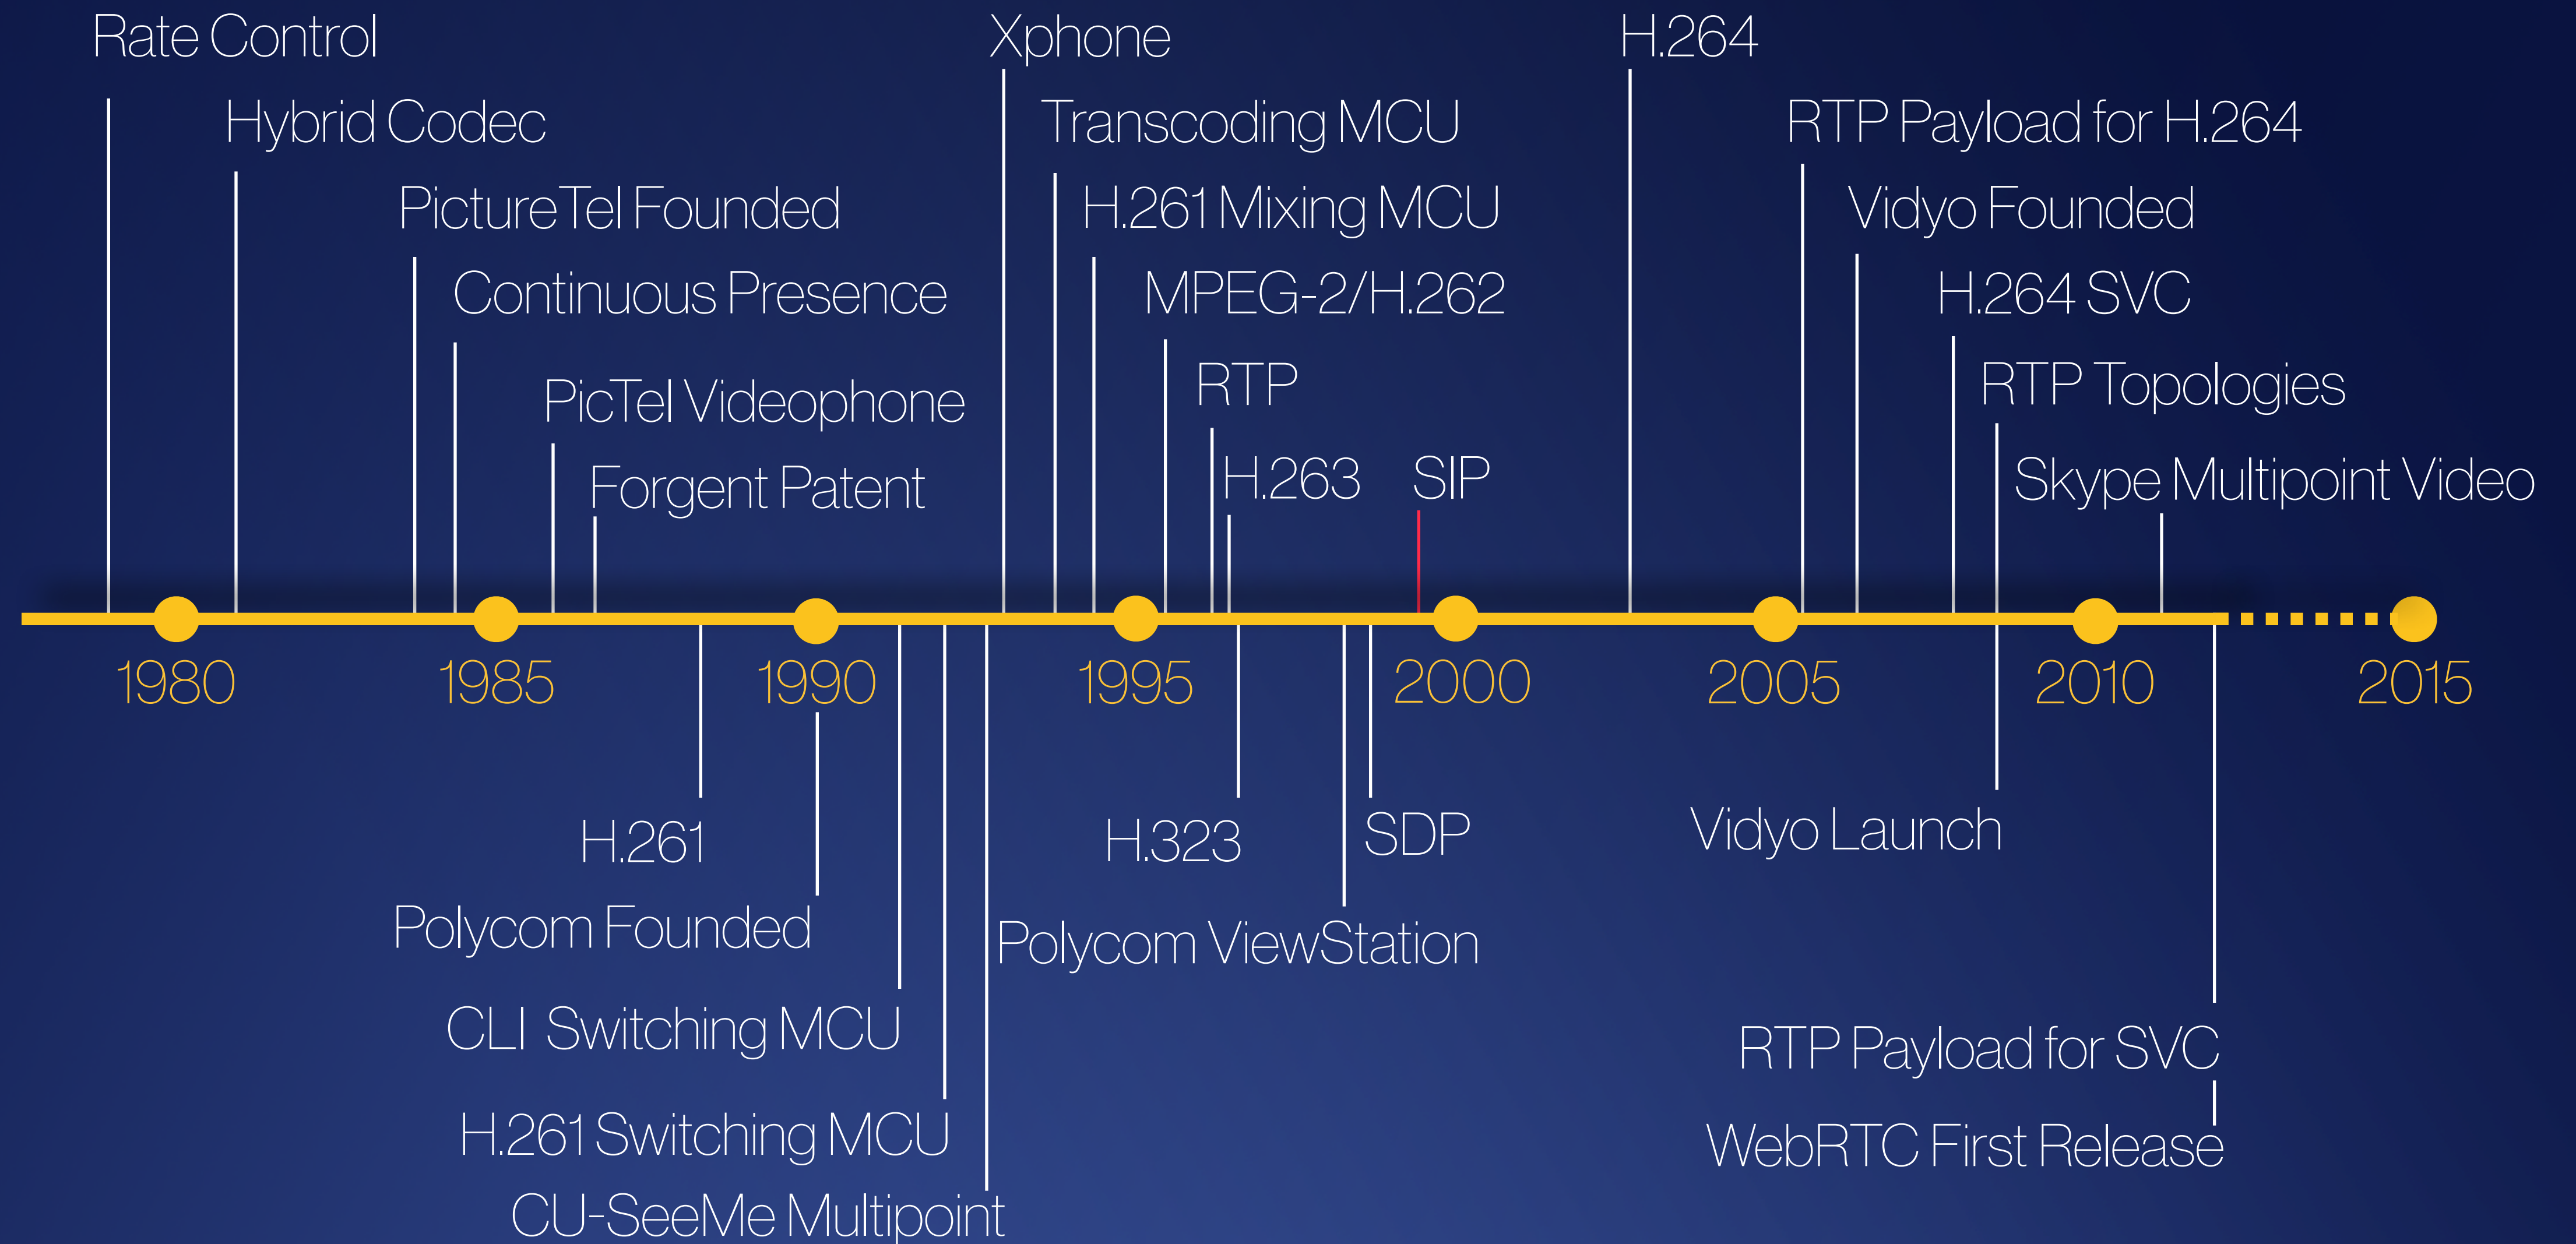 Rate Control
Xphone
H.264
Hybrid Codec
Transcoding MCU
RTP Payload for H.264
PictureTel Founded
H.261 Mixing MCU
Vidyo Founded
Continuous Presence
MPEG-2/H.262
H.264 SVC
PicTel Videophone
RTP
RTP Topologies
Forgent Patent
H.263
SIP
Skype Multipoint Video
1980
1985
1990
1995
2000
2005
2010
2015
H.261
H.323
SDP
Vidyo Launch
Polycom Founded
Polycom ViewStation
CLI Switching MCU
RTP Payload for SVC
H.261 Switching MCU
WebRTC First Release
CU-SeeMe Multipoint